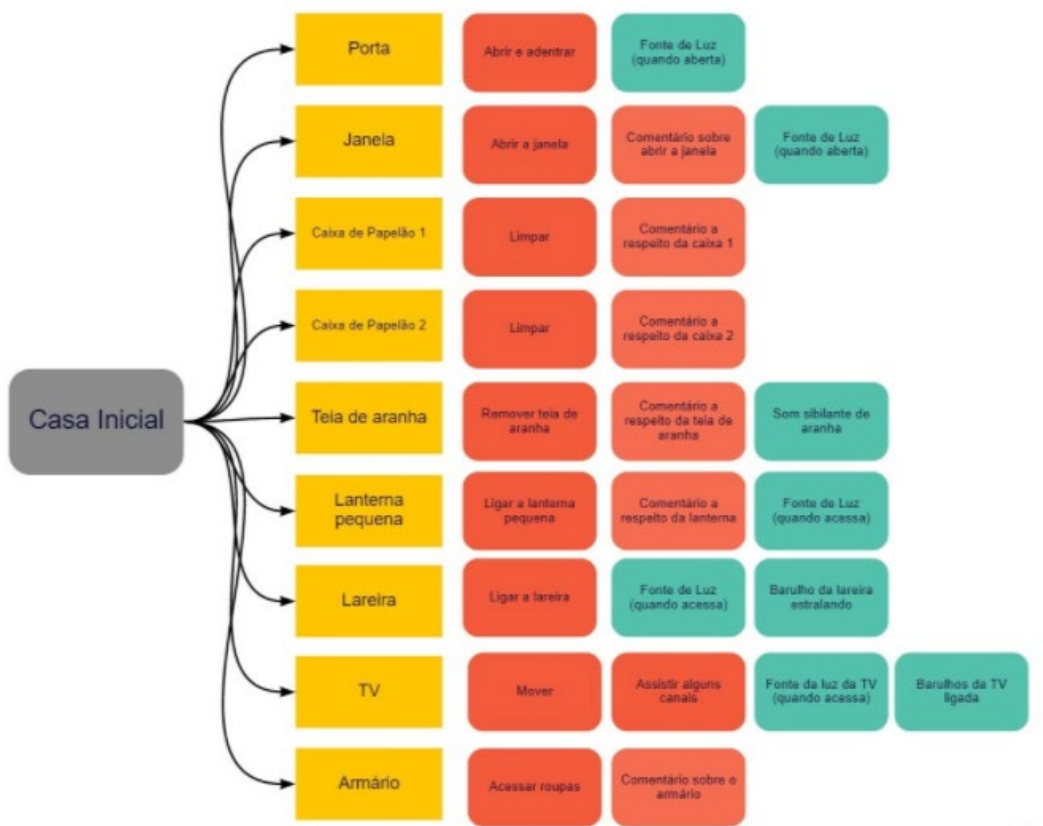 Casa Inicial
Porta
Abrir e adentrar
Fonte de Luz
(quando aberta)
Janela
Abrir a janela
Comentário sobre
abrir a janela
Fonte de Luz
(quando aberta)
Caixa de Papelão 1
Limpar
Comentário a
respeito da caixa 1
Caixa de Papelão 2
Limpar
Comentário a
respeito da caixa 2
Teia de aranha
Remover teia de
aranha
Comentário a
respeito da teia de
aranha
Som sibilante de
aranha
Lanterna
pequena
Ligar a lanterna
pequena
Comentário a
respeito da lanterna
Fonte de Luz
(quando acessa)
Lareira
Ligar a lareira
Fonte de Luz
(quando acessa)
Barulho da lareira
estralando
TV
Mover
Assistir alguns
canais
Fonte da luz da TV
(quando acessa)
Barulhos da TV
ligada
Armário
Acessar roupas
Comentário sobre o
armário